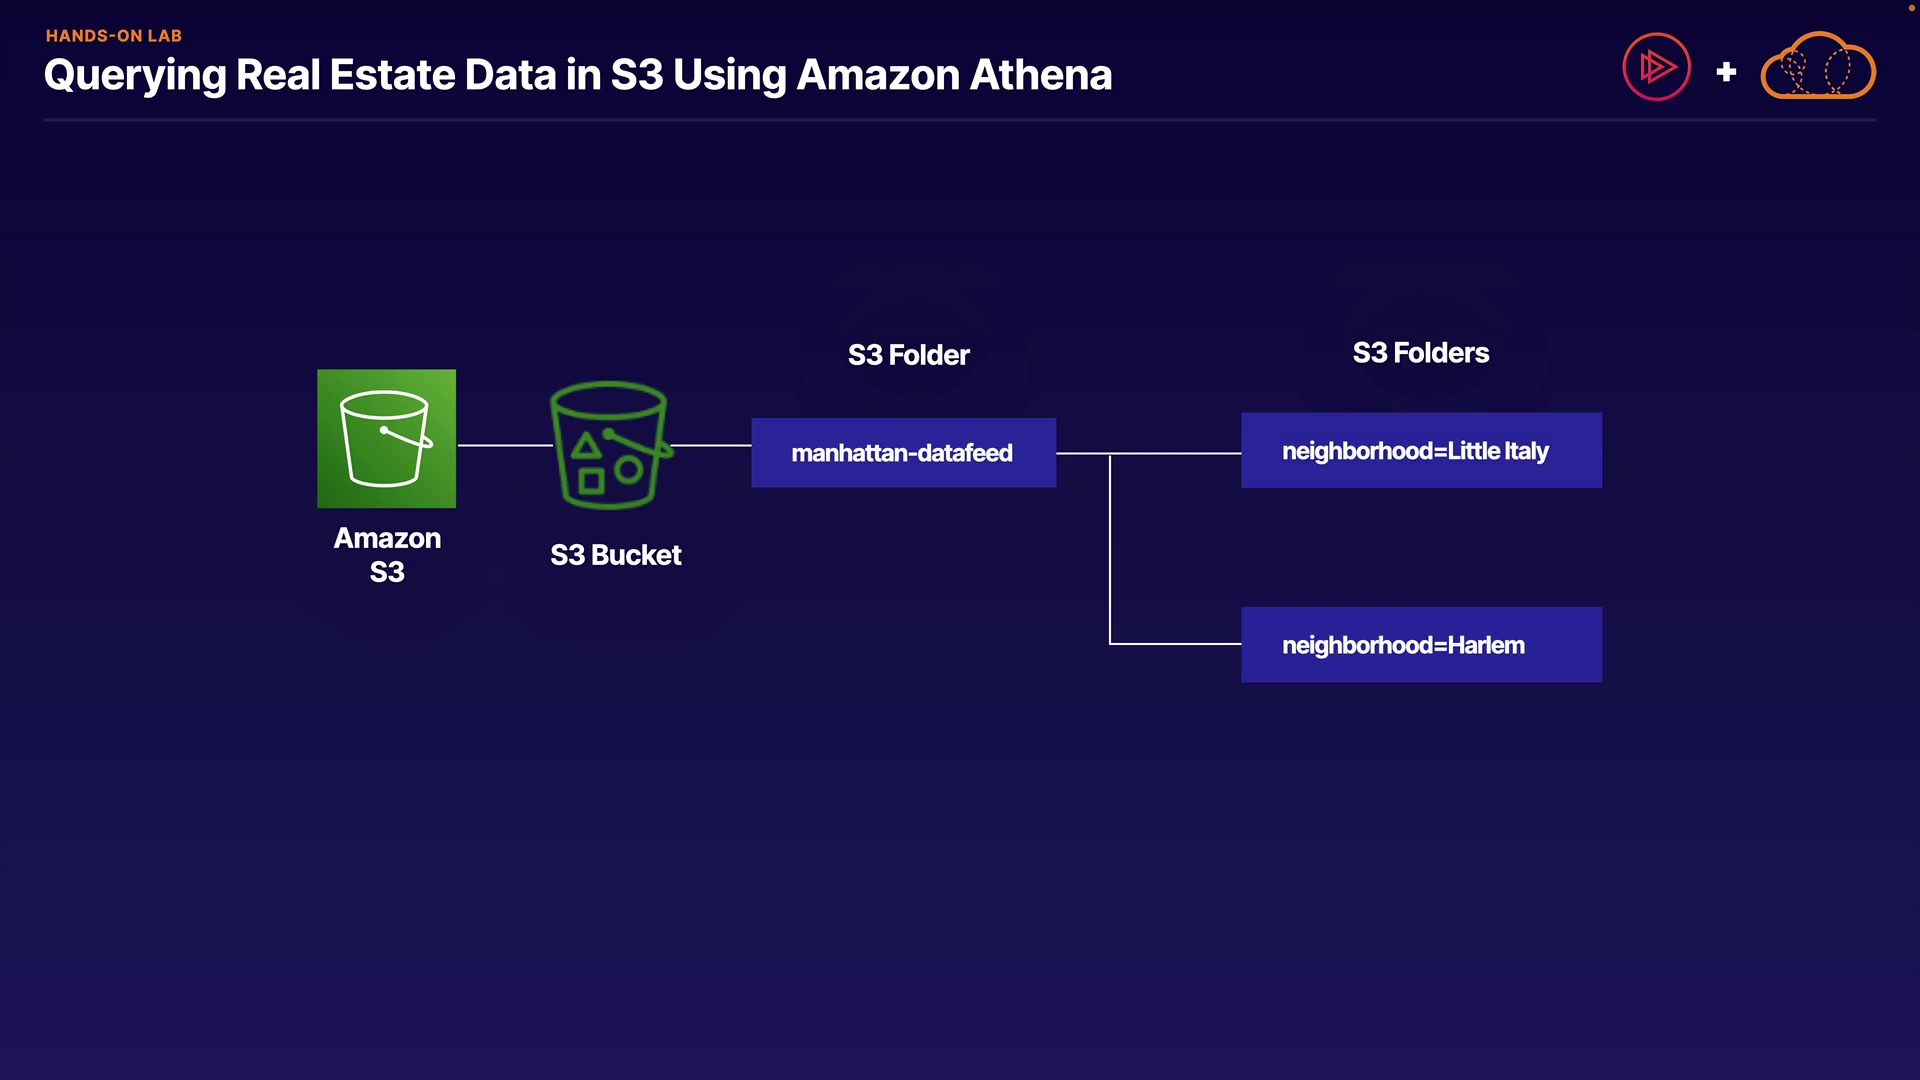 HANDS-ON LAB
Querying Real Estate Data in S3 Using Amazon Athena
+
S3 Folder
S3 Folders
manhattan-datafeed
neighborhood=Little Italy
Amazon
S3
S3 Bucket
neighborhood=Harlem